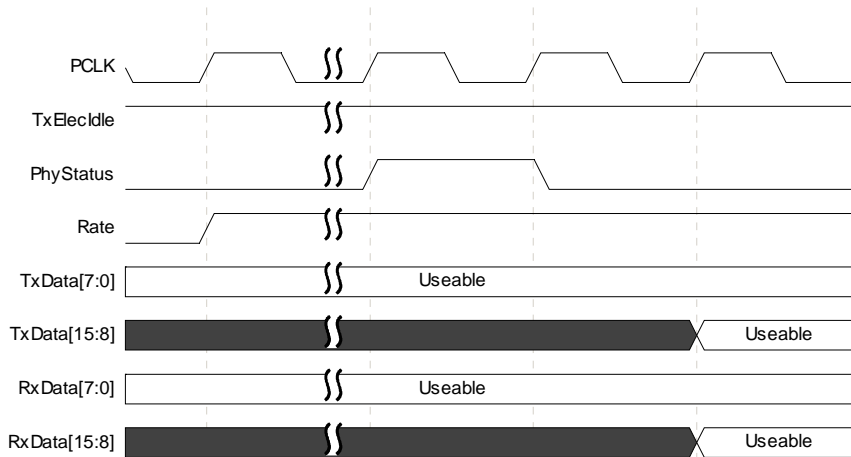 PCLK
TxElecIdle
PhyStatus
Rate
TxData[7:0]
Useable
TxData[15:8]
Useable
RxData[7:0]
Useable
RxData[15:8]
Useable